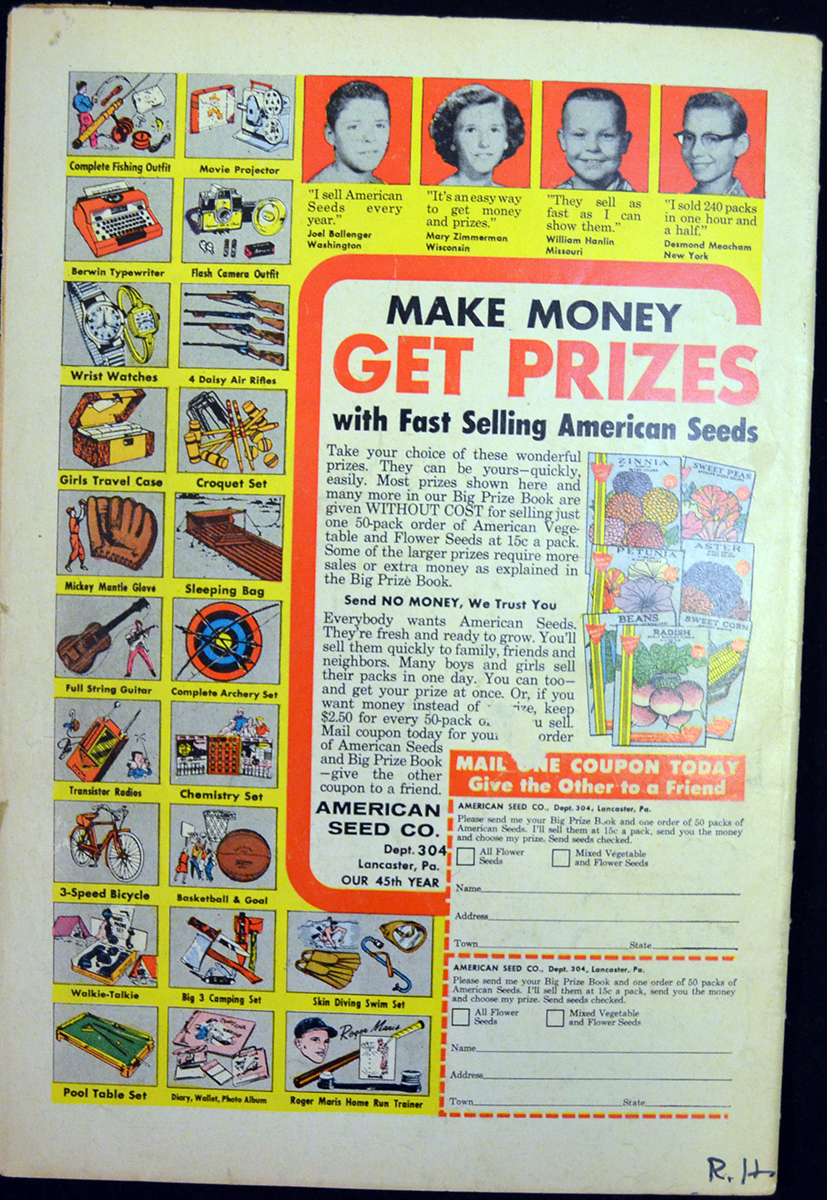 Complete Fishing Outfit
Movie Projector
Berwin Typewriter
Flash Camera Outfit
Wrist Watches
4 Daisy Air Rifles
Girls Travel Case
Croquet Set
Mickey Mantle Glove
Sleeping Bag
Full String Guitar
Complete Archery Set
Transistor Radios
Chemistry Set
3-Speed Bicycle
Basketball & Goal
Walkie-Talkie
Big 3 Camping Set
Skin Diving Swim Set
Pool Table Set
Diary, Wallet, Photo Album
Roger Maris
Roger Maris Home Run Trainer
"I sell American
Seeds every
year."
Joel Ballenger
Washington
"It's an easy way
to get money
and prizes."
Mary Zimmerman
Wisconsin
"They sell as
fast as I can
show them."
William Hanlin
Missouri
"I sold 240 packs
in one hour and
a half."
Desmond Meacham
New York
MAKE MONEY
GET PRIZES
with Fast Selling American Seeds
Take your choice of these wonderful
prizes. They can be yours—quickly,
easily. Most prizes shown here and
many more in our Big Prize Book are
given WITHOUT COST for selling just
one 50-pack order of American Vege-
table and Flower Seeds at 15c a pack.
Some of the larger prizes require more
sales or extra money as explained in
the Big Prize Book.
Send NO MONEY, We Trust You
Everybody wants American Seeds.
They're fresh and ready to grow. You'll
sell them quickly to family, friends and
neighbors. Many boys and girls sell
their packs in one day. You can too—
and get your prize at once. Or, if you
want money instead of ize, keep
$2.50 for every 50-pack o u sell.
Mail coupon today for you order
of American Seeds
and Big Prize Book
—give the other
coupon to a friend.
AMERICAN
SEED CO.
Dept. 304
Lancaster, Pa.
OUR 45th YEAR
ZINNIA
SWEET PEAS
PETUNIA
ASTER
BEANS
SWEET CORN
RADISH
MAIL ONE COUPON TODAY
Give the Other to a Friend
AMERICAN SEED CO., Dept. 304, Lancaster, Pa.
Please send me your Big Prize Book and one order of 50 packs of
American Seeds. I'll sell them at 15c a pack, send you the money
and choose my prize. Send seeds checked.
All Flower
Seeds
Mixed Vegetable
and Flower Seeds
Name
Address
Town State
AMERICAN SEED CO., Dept. 304, Lancaster, Pa.
Please send me your Big Prize Book and one order of 50 packs of
American Seeds. I'll sell them at 15c a pack, send you the money
and choose my prize. Send seeds checked.
All Flower
Seeds
Mixed Vegetable
and Flower Seeds
Name
Address
Town State
R.H